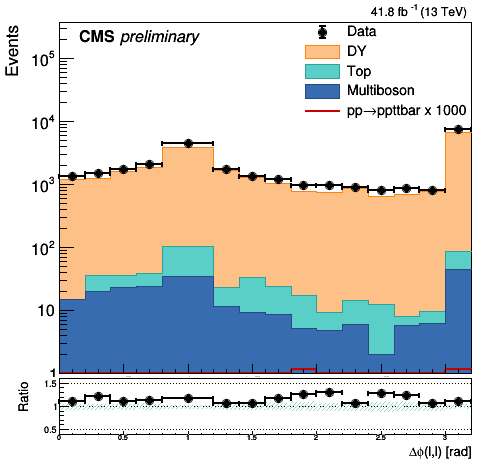 41.8 fb⁻¹ (13 TeV)
CMS preliminary
Data
DY
Top
Multiboson
pp→ppttbar x 1000
Events
10⁵
10⁴
10³
10²
10
1
Ratio
1.5
1
0.5
0 0.5 1 1.5 2 2.5 3
Δϕ(l,l) [rad]